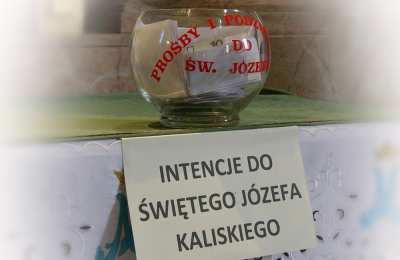 PROŚBY I
DO
ŚW. JÓZEFA
INTENCJE DO
ŚWIĘTEGO JÓZEFA
KALISKIEGO